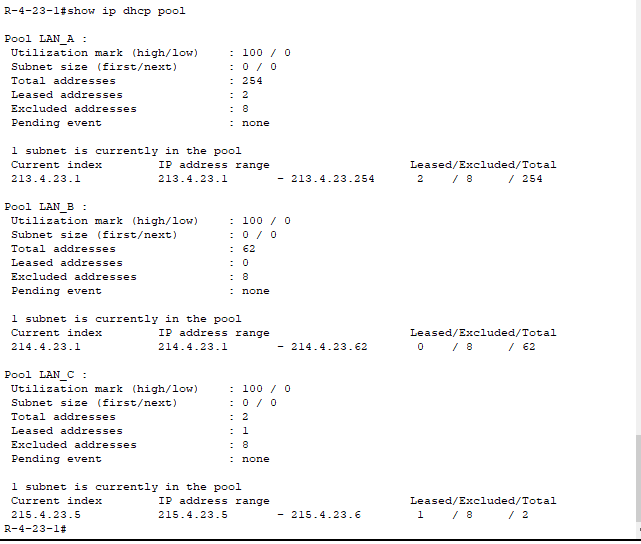 R-4-23-1#show ip dhcp pool
Pool LAN_A :
Utilization mark (high/low) : 100 / 0
Subnet size (first/next) : 0 / 0
Total addresses : 254
Leased addresses : 2
Excluded addresses : 8
Pending event : none
1 subnet is currently in the pool
Current index IP address range Leased/Excluded/Total
213.4.23.1 213.4.23.1 - 213.4.23.254 2 / 8 / 254
Pool LAN_B :
Utilization mark (high/low) : 100 / 0
Subnet size (first/next) : 0 / 0
Total addresses : 62
Leased addresses : 0
Excluded addresses : 8
Pending event : none
1 subnet is currently in the pool
Current index IP address range Leased/Excluded/Total
214.4.23.1 214.4.23.1 - 214.4.23.62 0 / 8 / 62
Pool LAN_C :
Utilization mark (high/low) : 100 / 0
Subnet size (first/next) : 0 / 0
Total addresses : 2
Leased addresses : 1
Excluded addresses : 8
Pending event : none
1 subnet is currently in the pool
Current index IP address range Leased/Excluded/Total
215.4.23.5 215.4.23.5 - 215.4.23.6 1 / 8 / 2
R-4-23-1#